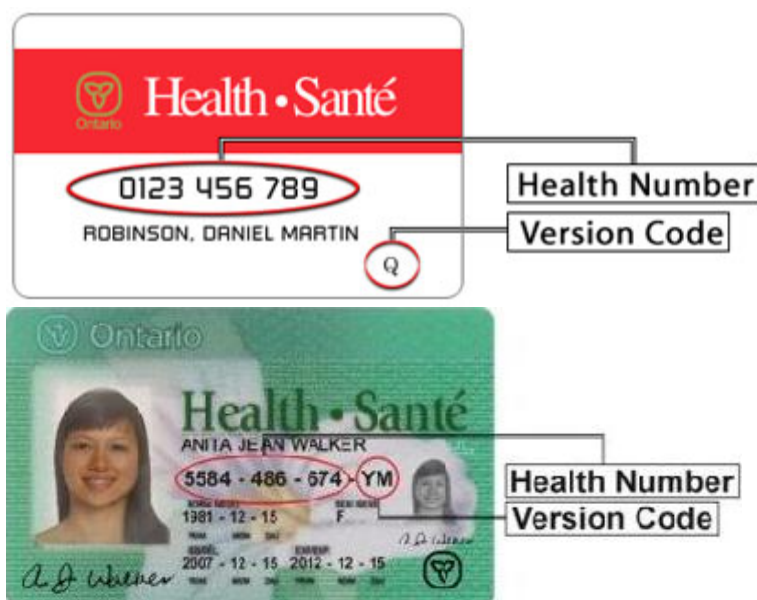 Health • Santé
Ontario
0123 456 789
Health Number
ROBINSON, DANIEL MARTIN
Version Code
Q
Ontario
Health • Santé
ANITA JEAN WALKER
5584 - 486 - 674 - YM
Health Number
1981 - 12 - 15 F
Version Code
2007 - 12 - 15 2012 - 12 - 15